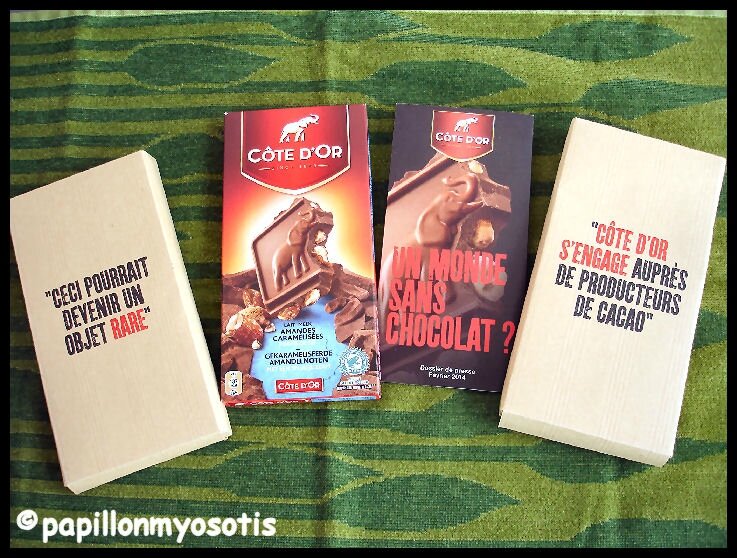 "CECI POURRAIT
DEVENIR UN
OBJET RARE"
CÔTE D'OR
LAIT MELK
AMANDES
CARAMÉLISÉES
GEKARAMELISEERDE
AMANDELNOTEN
CÔTE D'OR
CÔTE D'OR
UN MONDE
SANS
CHOCOLAT ?
Dossier de presse
Février 2014
"CÔTE D'OR
S'ENGAGE AUPRÈS
DE PRODUCTEURS
DE CACAO"
© papillonmyosotis